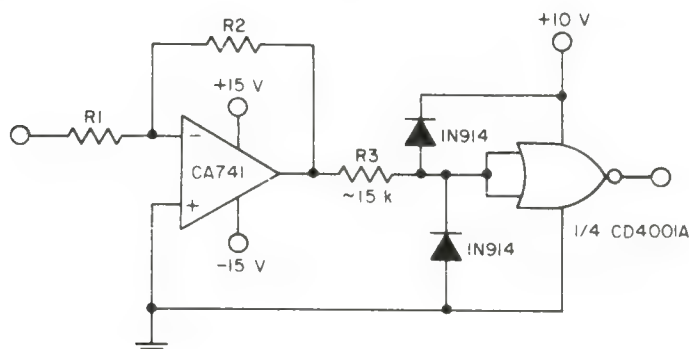 R2
+10 V
+15 V
R1
-
1N914
CA741
R3
+
~15 k
1/4 CD4001A
-15 V
1N914